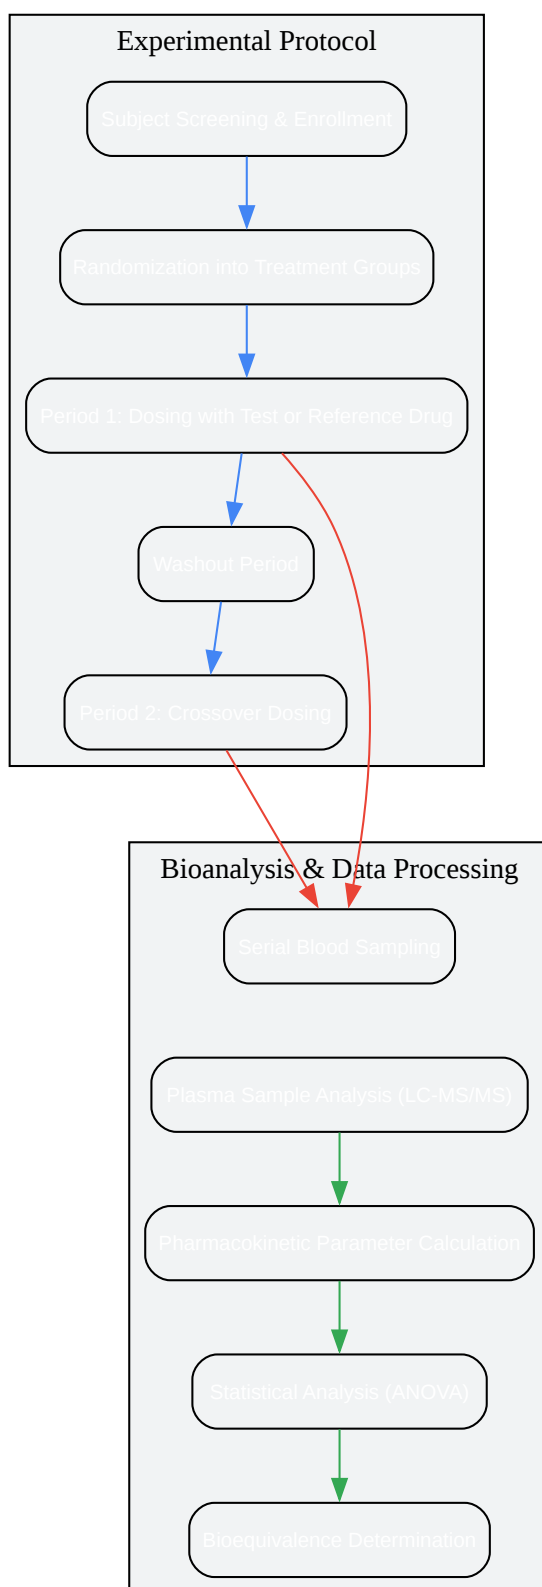 Experimental Protocol
Subject Screening & Enrollment
Randomization into Treatment Groups
Period 1: Dosing with Test or Reference Drug
Washout Period
Period 2: Crossover Dosing
Bioanalysis & Data Processing
Serial Blood Sampling
Plasma Sample Analysis (LC-MS/MS)
Pharmacokinetic Parameter Calculation
Statistical Analysis (ANOVA)
Bioequivalence Determination